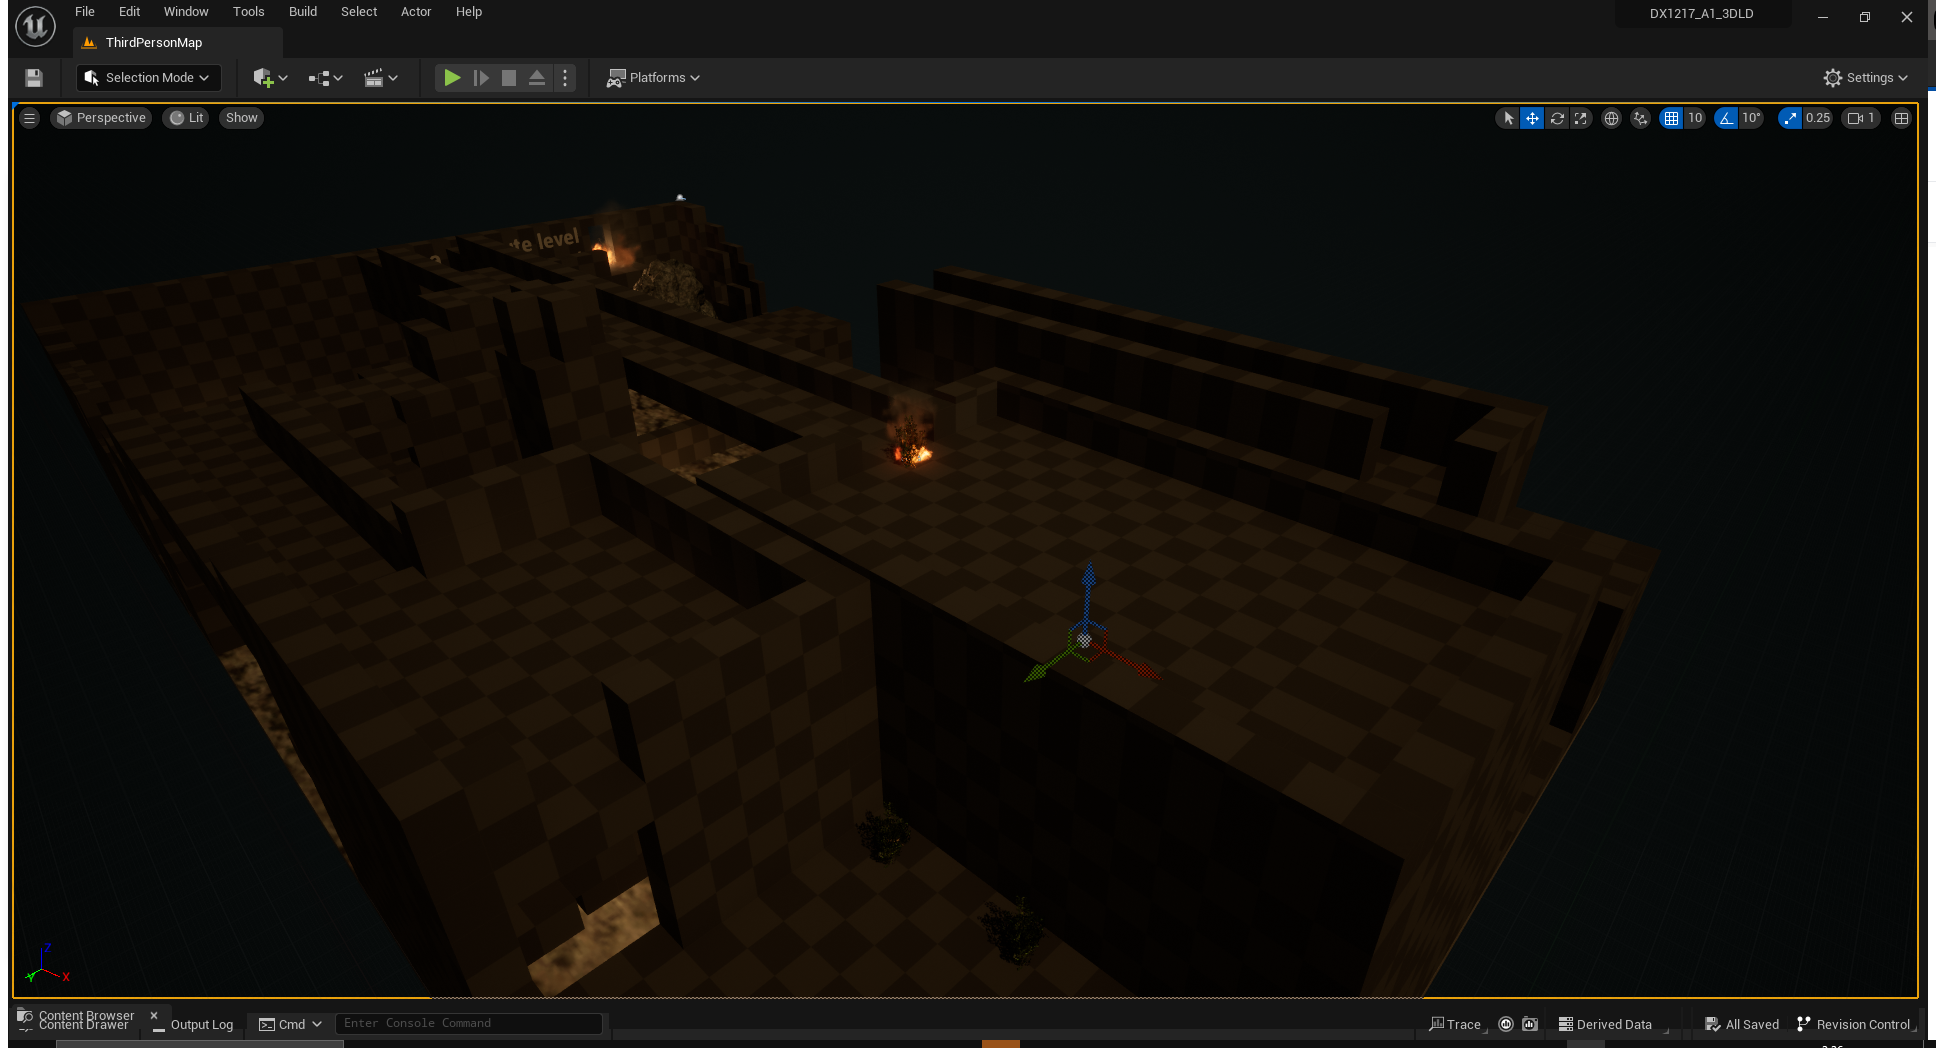 File Edit Window Tools Build Select Actor Help
DX1217_A1_3DLD
ThirdPersonMap
Selection Mode
Platforms
Settings
Perspective Lit Show
10 10° 0.25 1
level
Z
Y X
Content Browser
Content Drawer Output Log Cmd Enter Console Command Trace Derived Data All Saved Revision Control